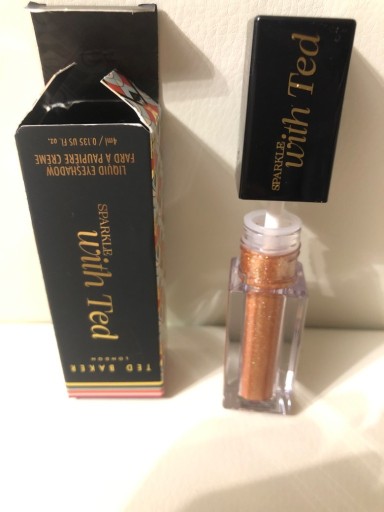 4ml / 0.135 US Fl. oz.
FARD A PAUPIERE CREME
LIQUID EYESHADOW
SPARKLE
with Ted
TED BAKER
LONDON
SPARKLE
with Ted